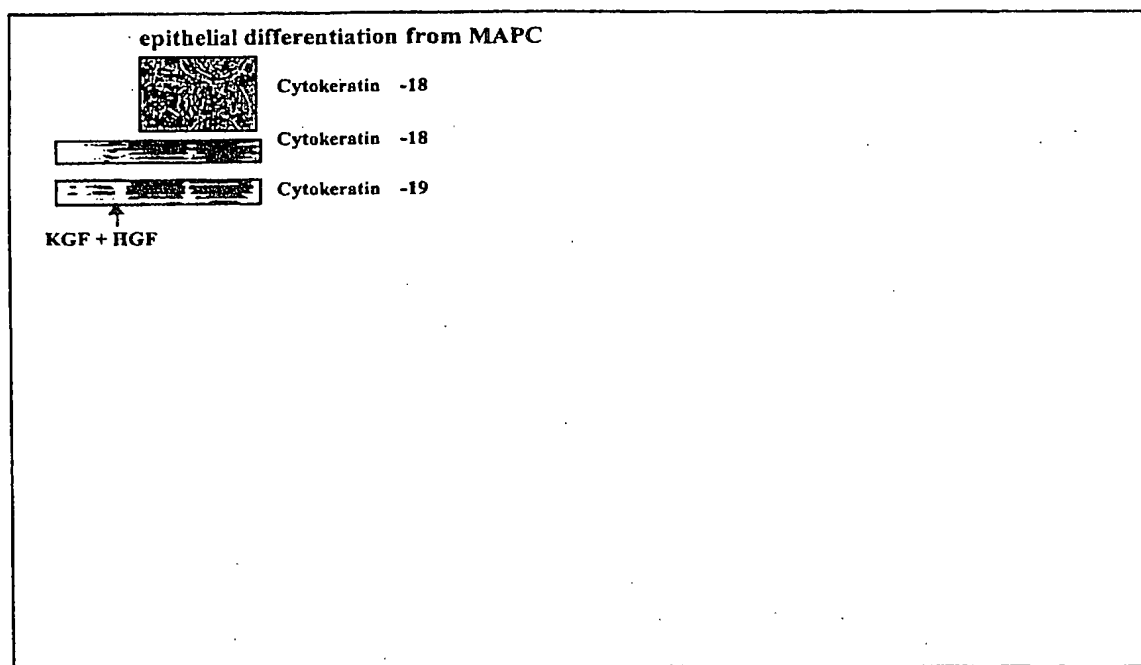 epithelial differentiation from MAPC
Cytokeratin -18
Cytokeratin -18
Cytokeratin -19
KGF + HGF